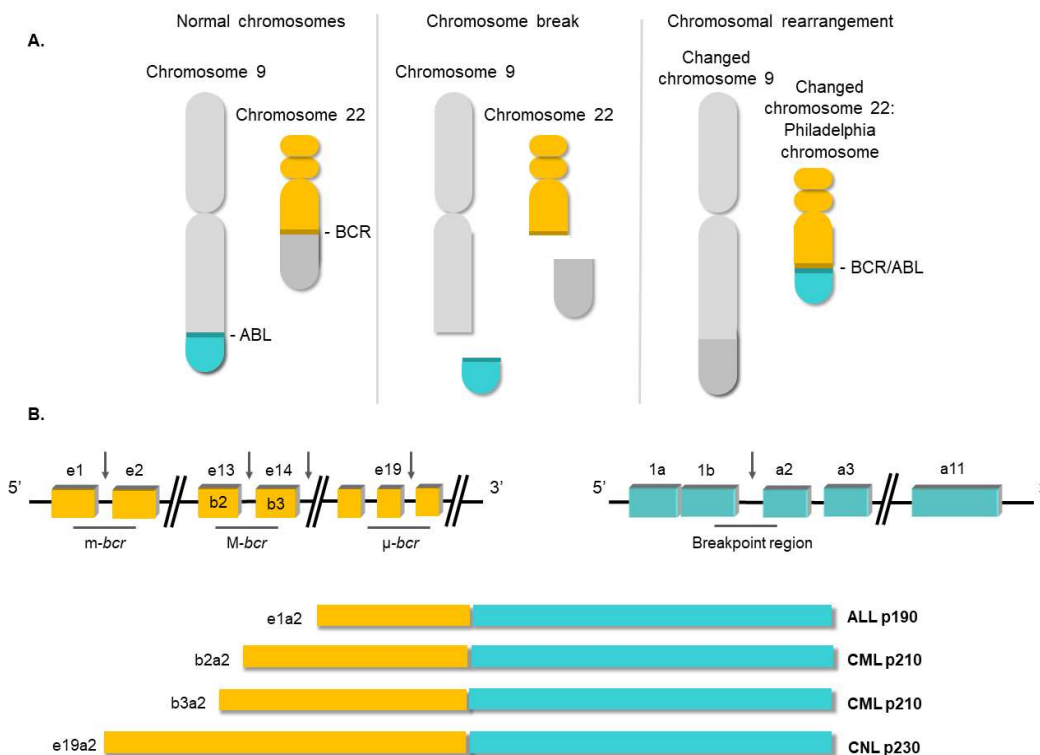 Normal chromosomes
Chromosome break
Chromosomal rearrangement
A.
Chromosome 9
Chromosome 22
- BCR
- ABL
Chromosome 9
Chromosome 22
Changed
chromosome 9
Changed
chromosome 22:
Philadelphia
chromosome
- BCR/ABL
B.
5’
e1
e2
e13
e14
e19
b2
b3
3’
m-bcr
M-bcr
µ-bcr
5’
1a
1b
a2
a3
a11
Breakpoint region
e1a2
ALL p190
b2a2
CML p210
b3a2
CML p210
e19a2
CNL p230